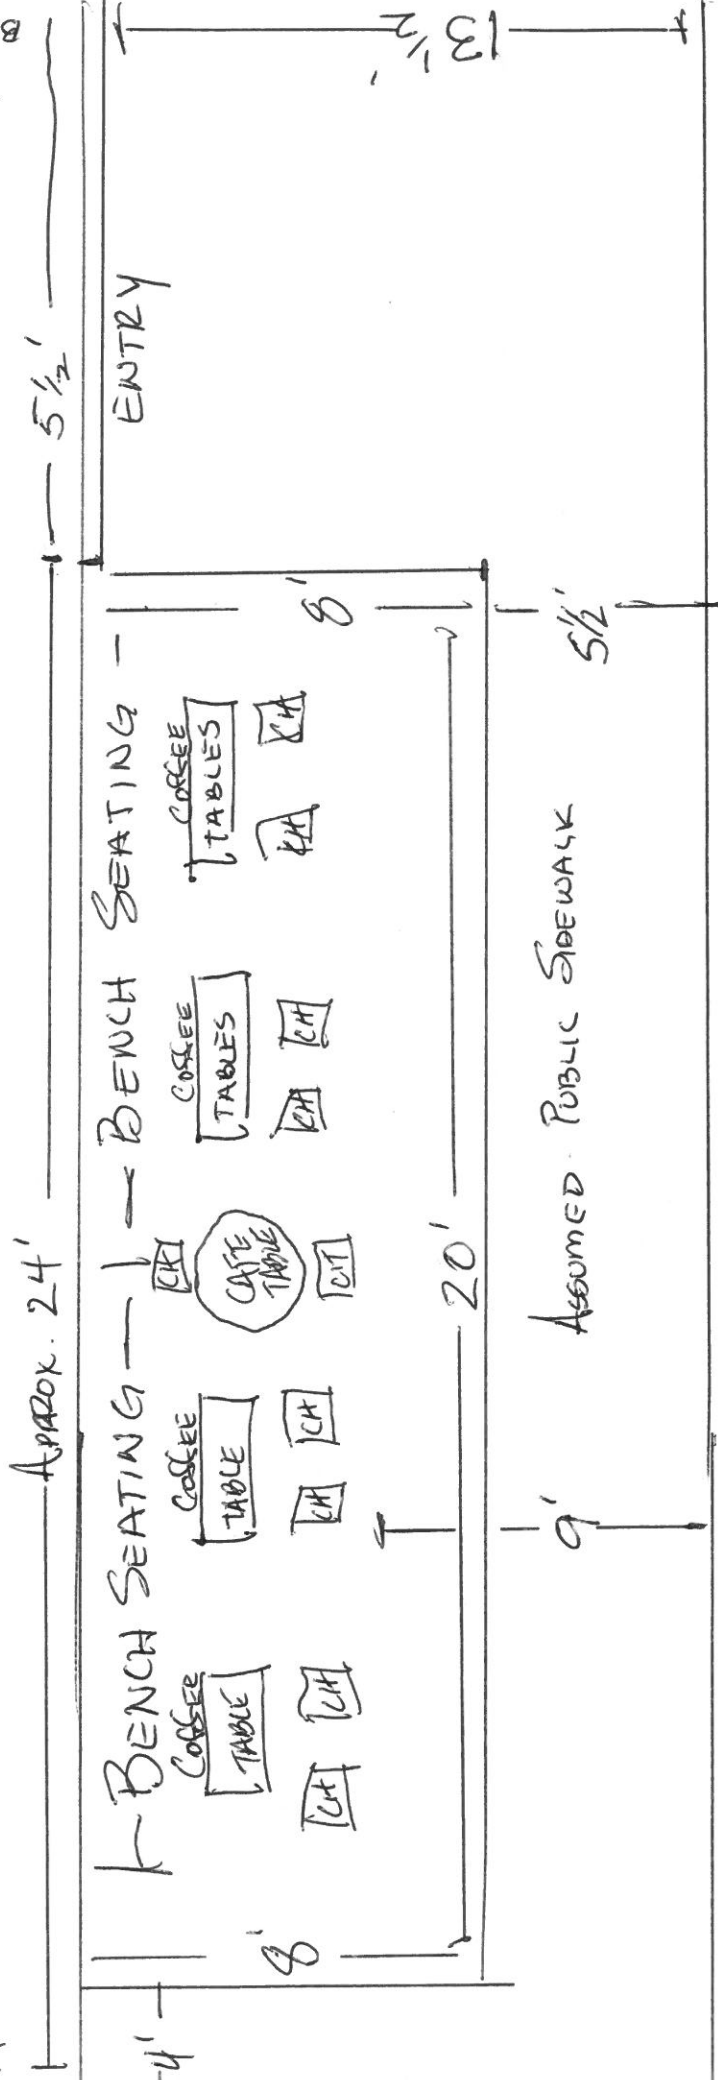 B
13½'
5½'
ENTRY
APPROX. 24'
8'
5½'
BENCH SEATING
COFFEE
TABLES
CH
CH
COFFEE
TABLES
CH
CH
CH
CAFE
TABLE
CH
BENCH SEATING
COFFEE
TABLE
CH
CH
COFFEE
TABLE
CH
CH
20'
ASSUMED PUBLIC SIDEWALK
9'
8'
4'